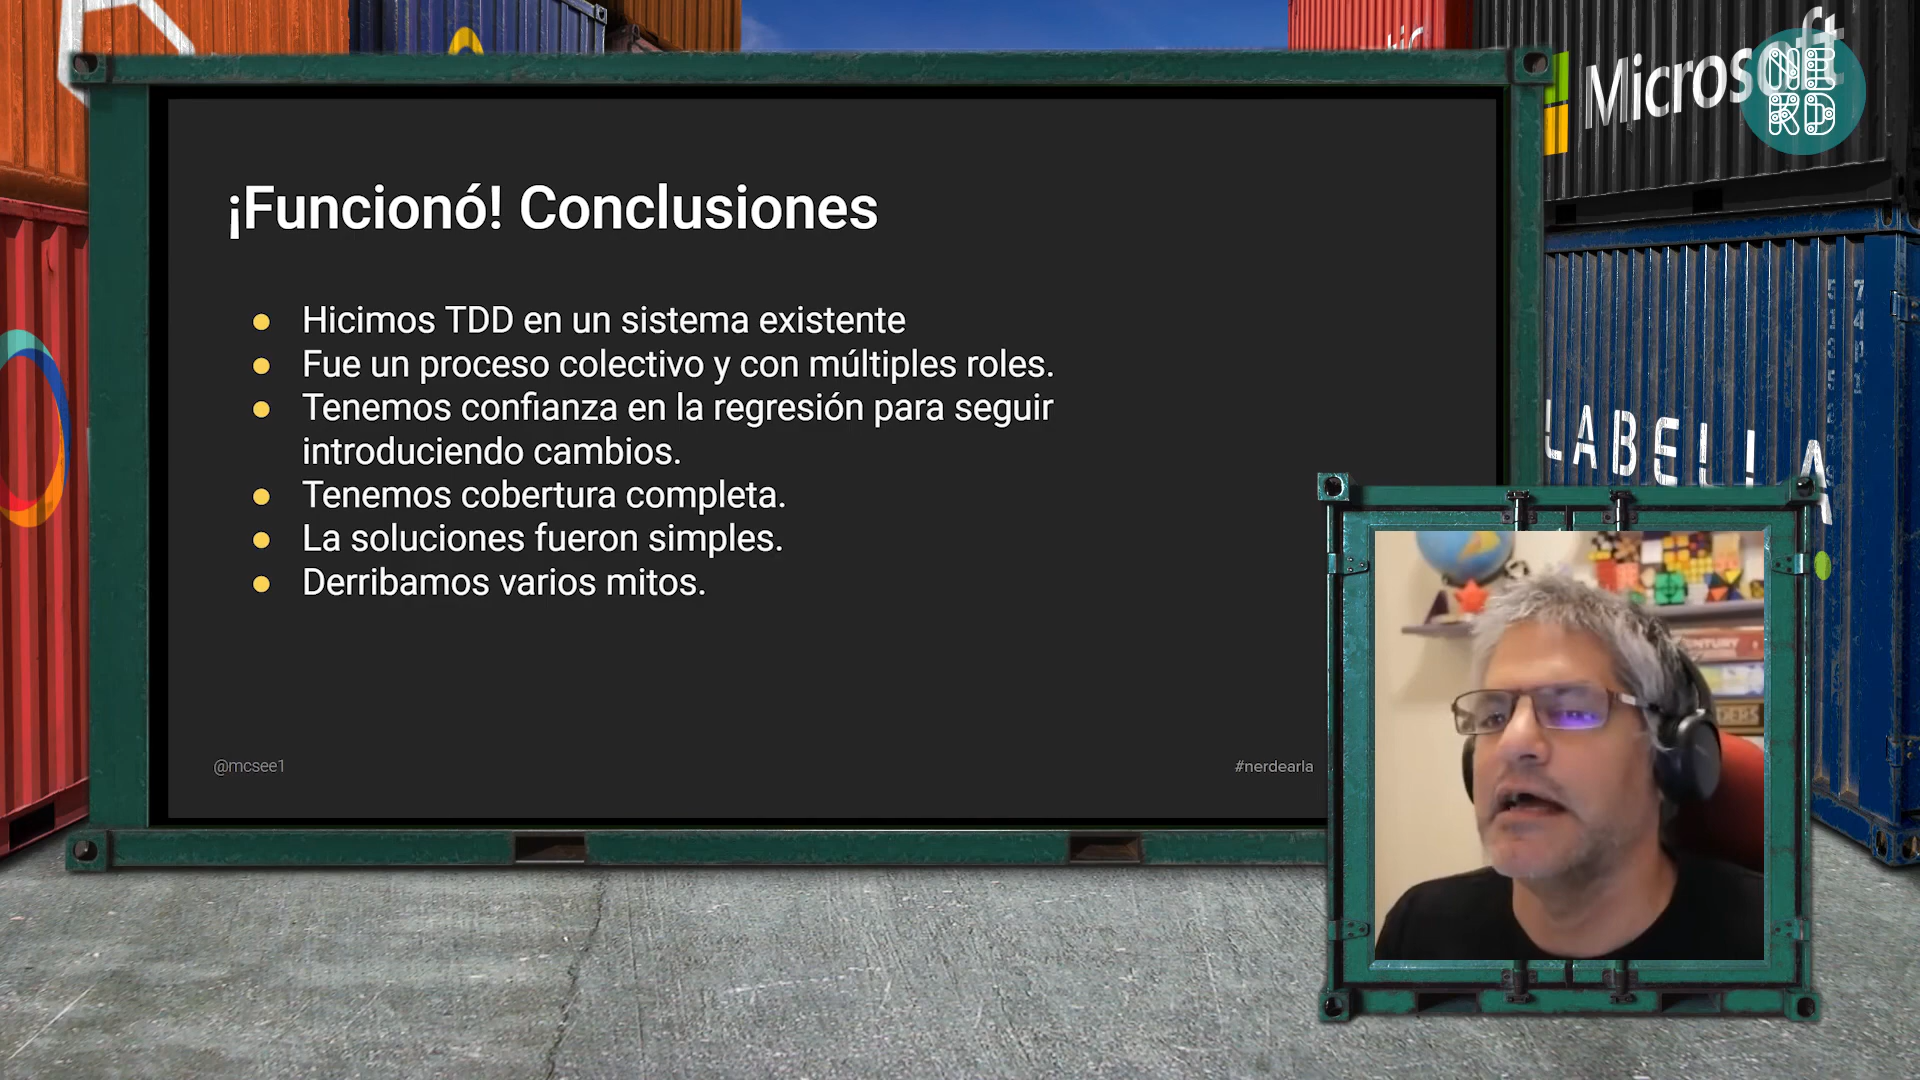 Microsoft
NE
RD
¡Funcionó! Conclusiones
Hicimos TDD en un sistema existente
Fue un proceso colectivo y con múltiples roles.
Tenemos confianza en la regresión para seguir
introduciendo cambios.
Tenemos cobertura completa.
La soluciones fueron simples.
Derribamos varios mitos.
@mcsee1
#nerdearla
LABELLA